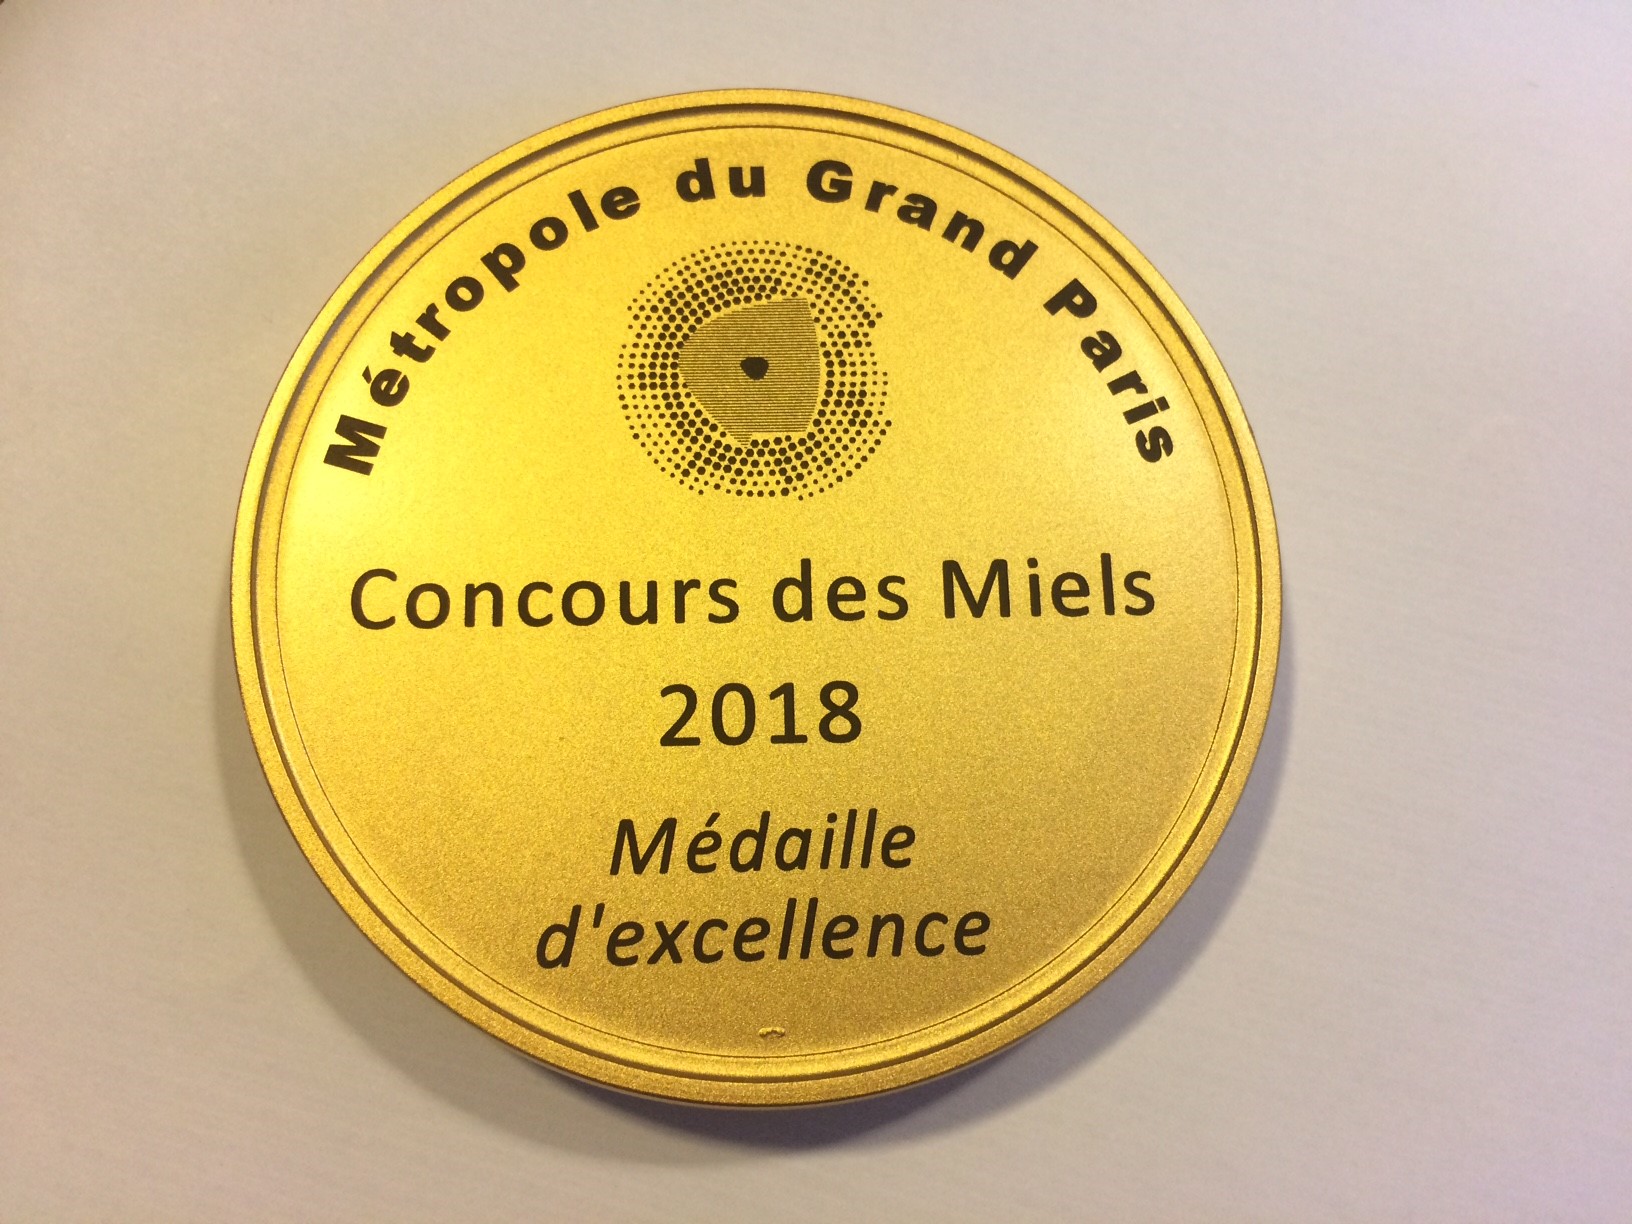 Métropole du Grand Paris
Concours des Miels
2018
Médaille
d'excellence